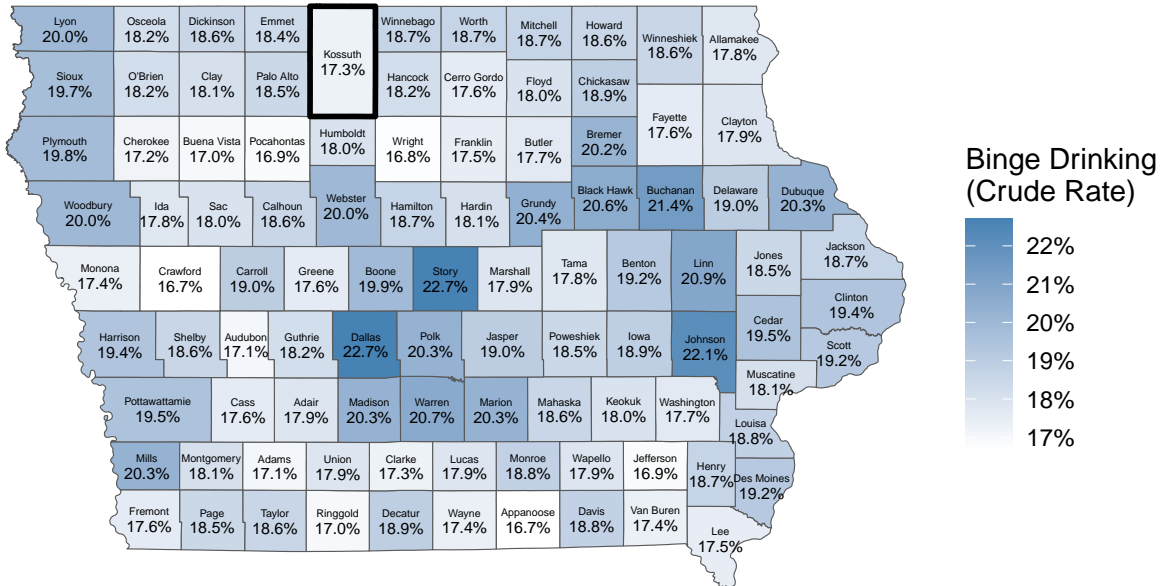 Lyon
20.0%
Osceola
18.2%
Dickinson
18.6%
Emmet
18.4%
Kossuth
17.3%
Winnebago
18.7%
Worth
18.7%
Mitchell
18.7%
Howard
18.6%
Winneshiek
18.6%
Allamakee
17.8%
Sioux
19.7%
O'Brien
18.2%
Clay
18.1%
Palo Alto
18.5%
Hancock
18.2%
Cerro Gordo
17.6%
Floyd
18.0%
Chickasaw
18.9%
Fayette
17.6%
Clayton
17.9%
Plymouth
19.8%
Cherokee
17.2%
Buena Vista
17.0%
Pocahontas
16.9%
Humboldt
18.0%
Wright
16.8%
Franklin
17.5%
Butler
17.7%
Bremer
20.2%
Woodbury
20.0%
Ida
17.8%
Sac
18.0%
Calhoun
18.6%
Webster
20.0%
Hamilton
18.7%
Hardin
18.1%
Grundy
20.4%
Black Hawk
20.6%
Buchanan
21.4%
Delaware
19.0%
Dubuque
20.3%
Monona
17.4%
Crawford
16.7%
Carroll
19.0%
Greene
17.6%
Boone
19.9%
Story
22.7%
Marshall
17.9%
Tama
17.8%
Benton
19.2%
Linn
20.9%
Jones
18.5%
Jackson
18.7%
Clinton
19.4%
Harrison
19.4%
Shelby
18.6%
Audubon
17.1%
Guthrie
18.2%
Dallas
22.7%
Polk
20.3%
Jasper
19.0%
Poweshiek
18.5%
Iowa
18.9%
Johnson
22.1%
Cedar
19.5%
Scott
19.2%
Muscatine
18.1%
Pottawattamie
19.5%
Cass
17.6%
Adair
17.9%
Madison
20.3%
Warren
20.7%
Marion
20.3%
Mahaska
18.6%
Keokuk
18.0%
Washington
17.7%
Louisa
18.8%
Mills
20.3%
Montgomery
18.1%
Adams
17.1%
Union
17.9%
Clarke
17.3%
Lucas
17.9%
Monroe
18.8%
Wapello
17.9%
Jefferson
16.9%
Henry
18.7%
Des Moines
19.2%
Fremont
17.6%
Page
18.5%
Taylor
18.6%
Ringgold
17.0%
Decatur
18.9%
Wayne
17.4%
Appanoose
16.7%
Davis
18.8%
Van Buren
17.4%
Lee
17.5%
Binge Drinking
(Crude Rate)
22%
21%
20%
19%
18%
17%